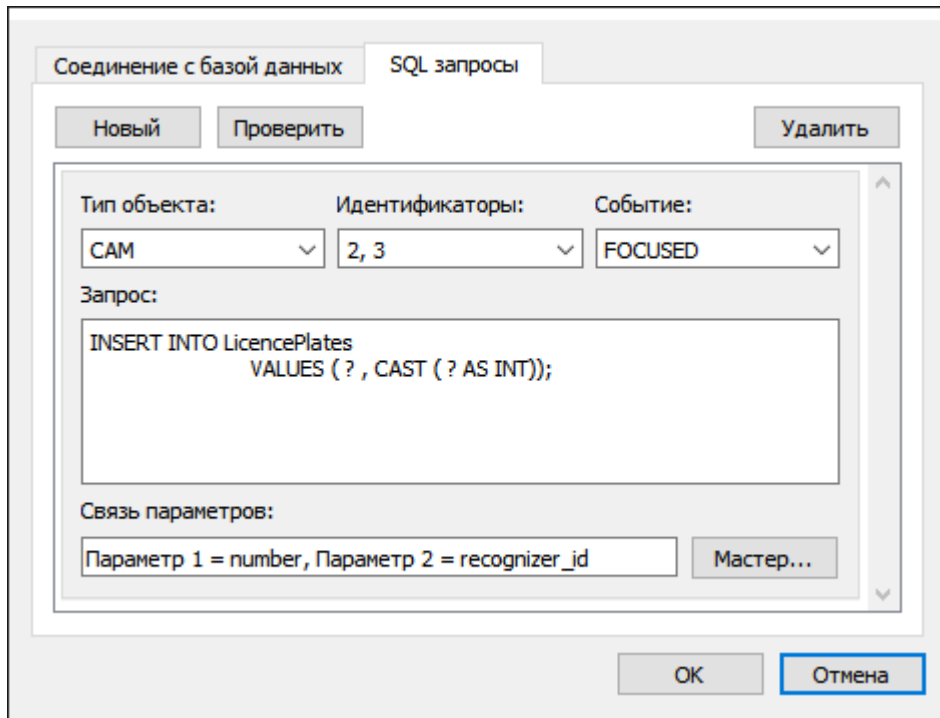 Соединение с базой данных
SQL запросы
Новый
Проверить
Удалить
Тип объекта:
Идентификаторы:
Событие:
CAM
2, 3
FOCUSED
Запрос:
INSERT INTO LicencePlates
VALUES ( ? , CAST ( ? AS INT));
Связь параметров:
Параметр 1 = number, Параметр 2 = recognizer_id
Мастер...
OK
Отмена